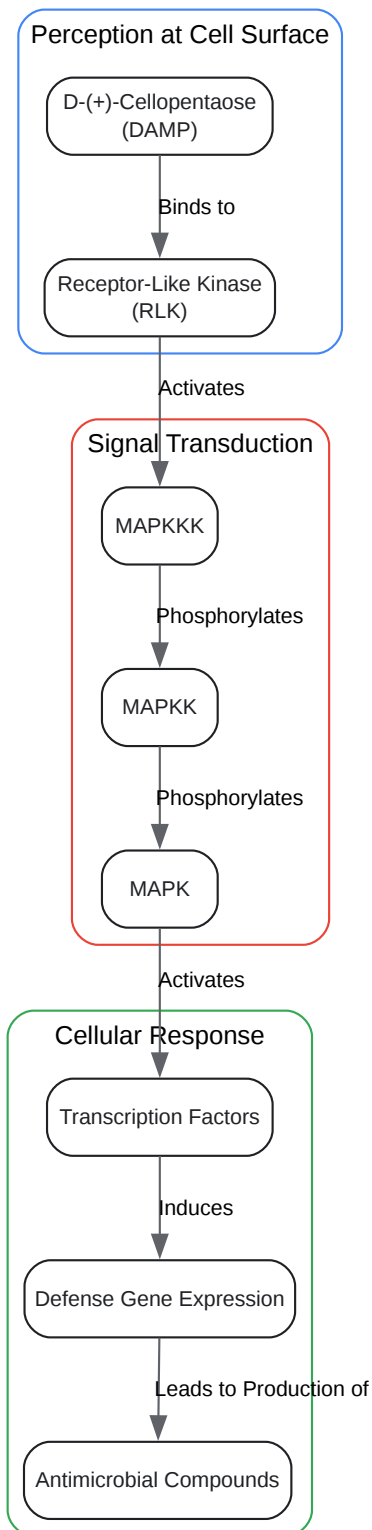 Perception at Cell Surface
D-(+)-Cellopentaose
(DAMP)
Binds to
Receptor-Like Kinase
(RLK)
Activates
Signal Transduction
MAPKKK
Phosphorylates
MAPKK
Phosphorylates
MAPK
Activates
Cellular Response
Transcription Factors
Induces
Defense Gene Expression
Leads to Production of
Antimicrobial Compounds